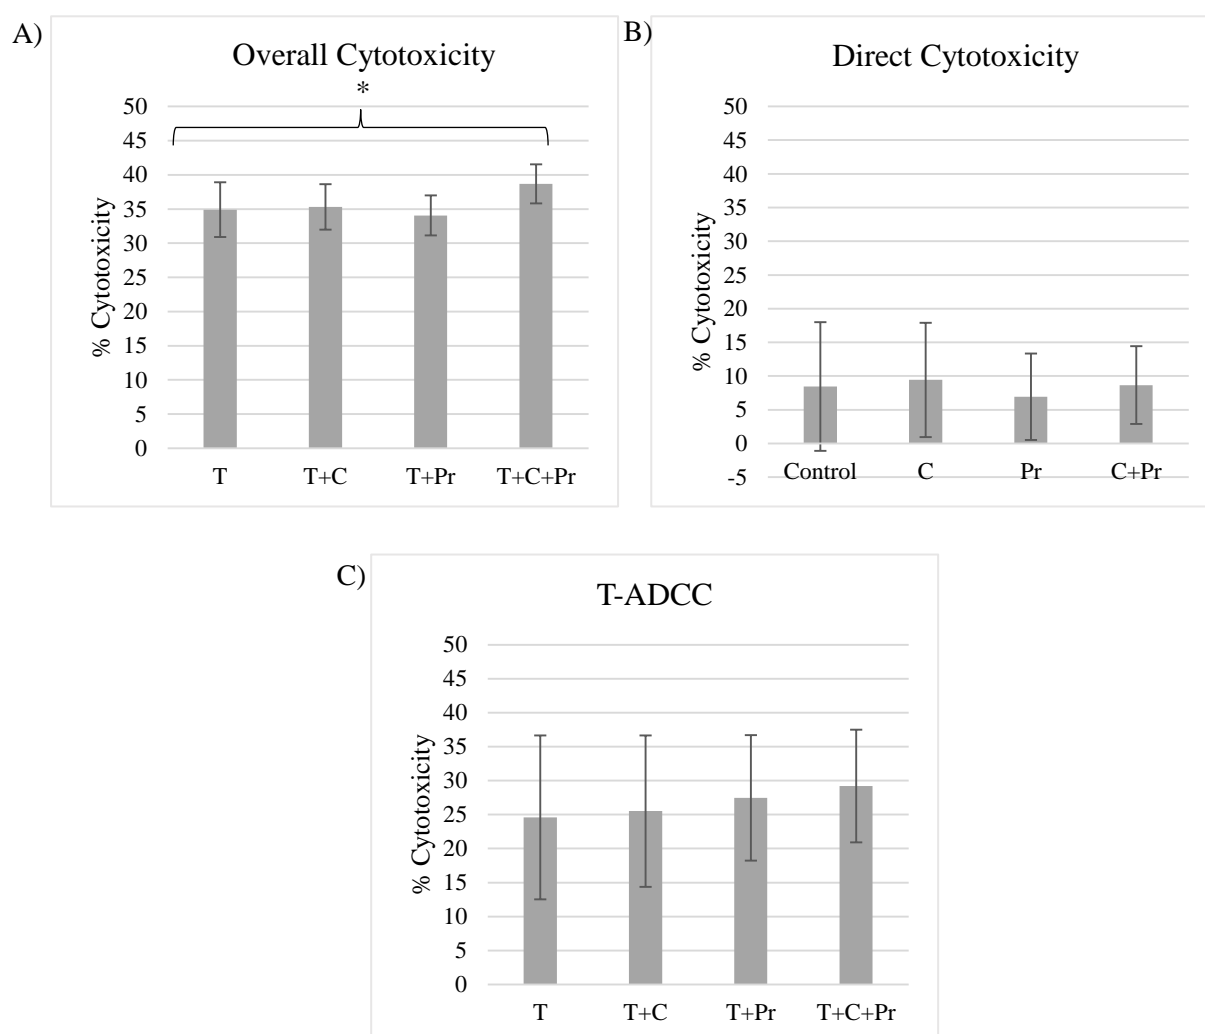 A)
Overall Cytotoxicity
*
% Cytotoxicity
50
45
40
35
30
25
20
15
10
5
0
T T+C T+Pr T+C+Pr
B)
Direct Cytotoxicity
% Cytotoxicity
50
45
40
35
30
25
20
15
10
5
0
-5
Control C Pr C+Pr
C)
T-ADCC
% Cytotoxicity
50
45
40
35
30
25
20
15
10
5
0
T T+C T+Pr T+C+Pr